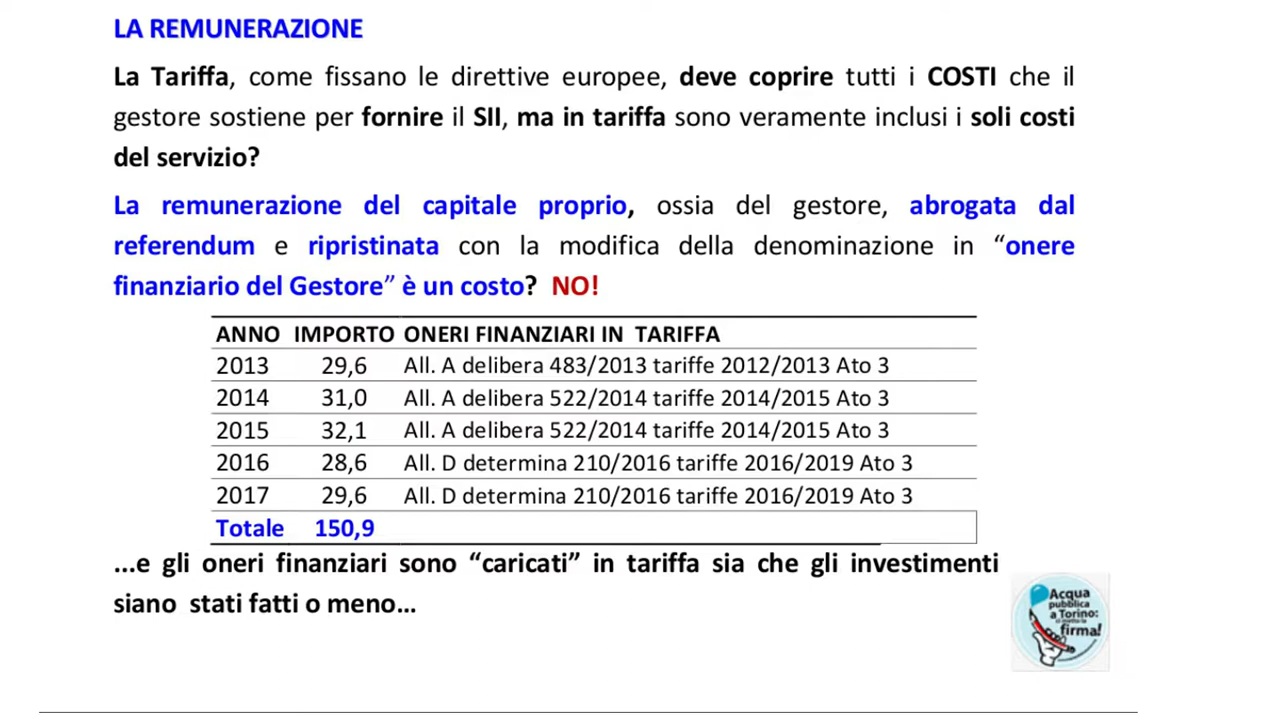 LA REMUNERAZIONE
La Tariffa, come fissano le direttive europee, deve coprire tutti i COSTI che il
gestore sostiene per fornire il SII, ma in tariffa sono veramente inclusi i soli costi
del servizio?
La remunerazione del capitale proprio, ossia del gestore, abrogata dal
referendum e ripristinata con la modifica della denominazione in “onere
finanziario del Gestore” è un costo? NO!
ANNO IMPORTO ONERI FINANZIARI IN TARIFFA
2013 29,6 All. A delibera 483/2013 tariffe 2012/2013 Ato 3
2014 31,0 All. A delibera 522/2014 tariffe 2014/2015 Ato 3
2015 32,1 All. A delibera 522/2014 tariffe 2014/2015 Ato 3
2016 28,6 All. D determina 210/2016 tariffe 2016/2019 Ato 3
2017 29,6 All. D determina 210/2016 tariffe 2016/2019 Ato 3
Totale 150,9
...e gli oneri finanziari sono “caricati” in tariffa sia che gli investimenti
siano stati fatti o meno…
Acqua
pubblica
a Torino:
ci metto la
firma!